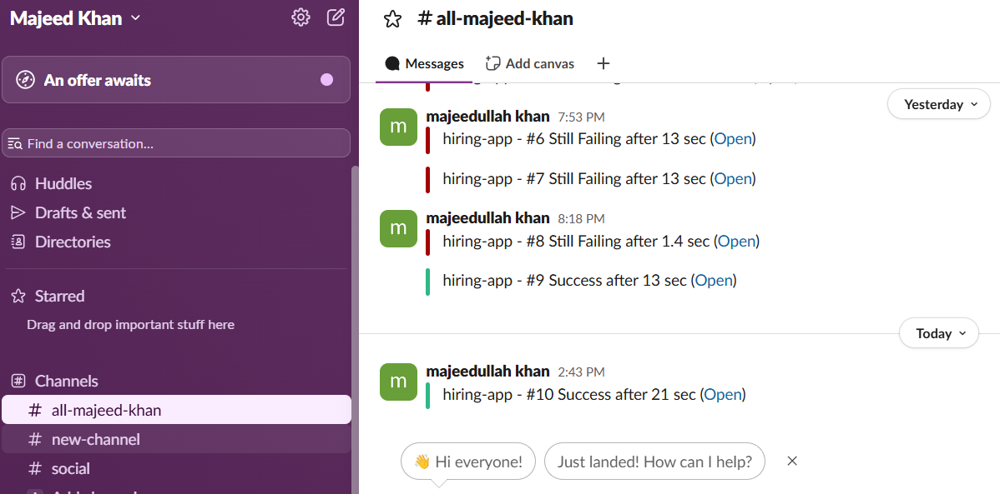 Majeed Khan
An offer awaits
Find a conversation...
Huddles
Drafts & sent
Directories
Starred
Drag and drop important stuff here
Channels
# all-majeed-khan
# new-channel
# social
# all-majeed-khan
Messages
Add canvas
+
Yesterday
m
majeedullah khan 7:53 PM
hiring-app - #6 Still Failing after 13 sec (Open)
hiring-app - #7 Still Failing after 13 sec (Open)
m
majeedullah khan 8:18 PM
hiring-app - #8 Still Failing after 1.4 sec (Open)
hiring-app - #9 Success after 13 sec (Open)
Today
m
majeedullah khan 2:43 PM
hiring-app - #10 Success after 21 sec (Open)
👋 Hi everyone!
Just landed! How can I help?